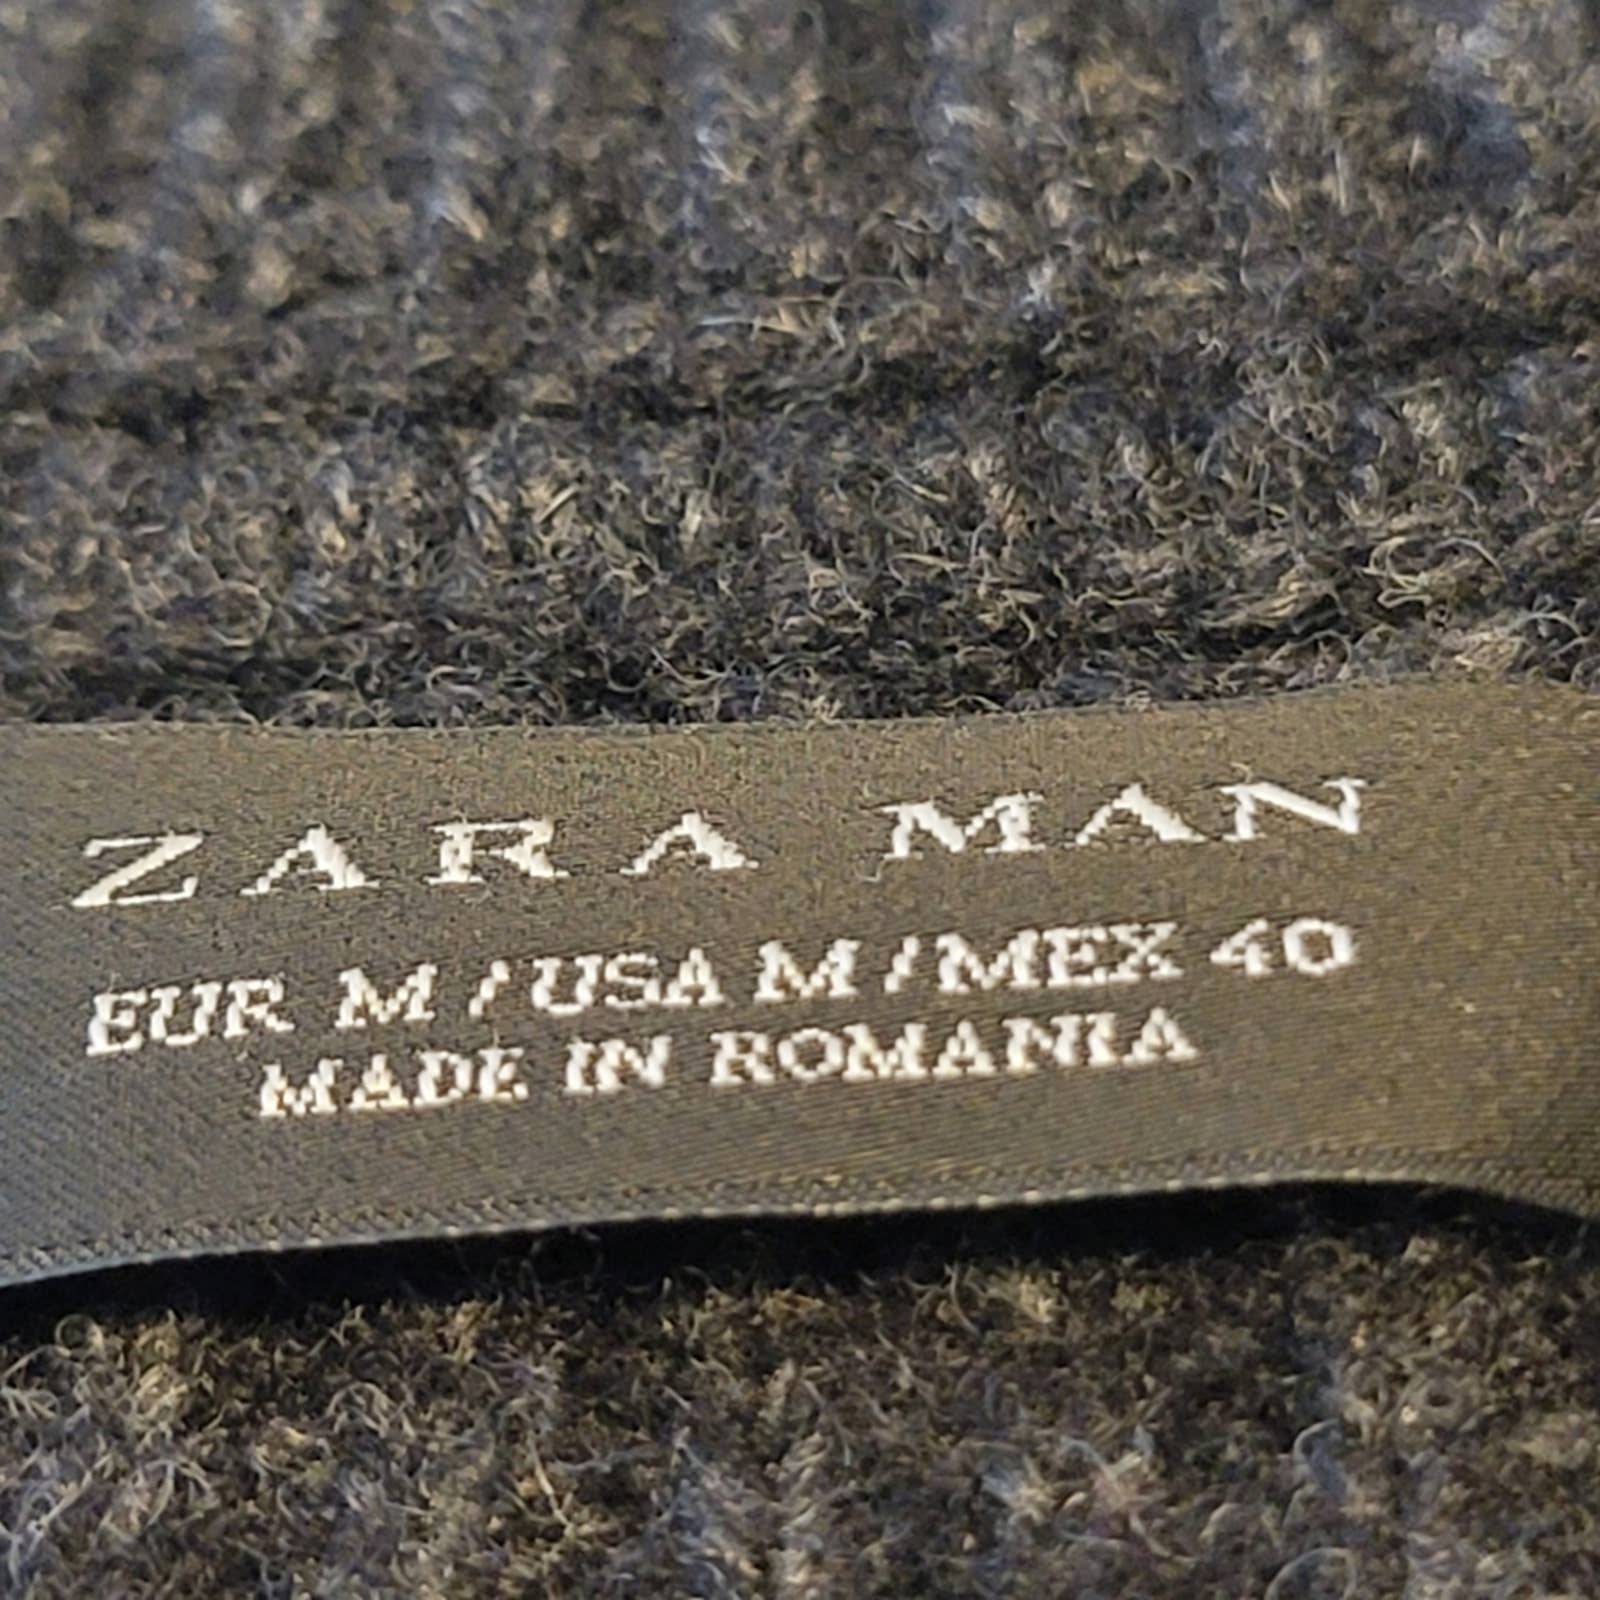 ZARA MAN
EUR M / USA M / MEX 40
MADE IN ROMANIA